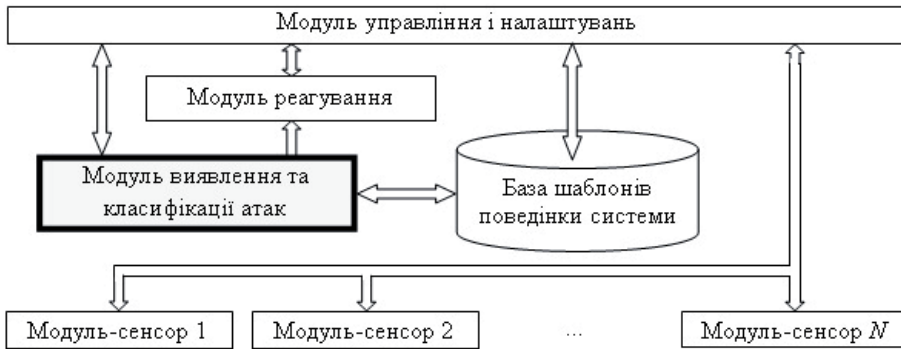 Модуль управління і налаштувань
Модуль реагування
Модуль виявлення та
класифікації атак
База шаблонів
поведінки системи
Модуль-сенсор 1
Модуль-сенсор 2
...
Модуль-сенсор N